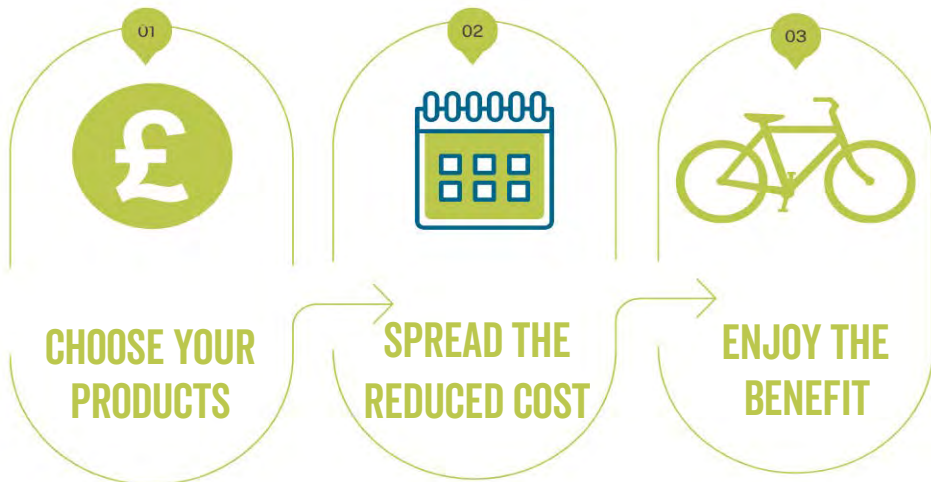 01
02
03
£
CHOOSE YOUR
PRODUCTS
SPREAD THE
REDUCED COST
ENJOY THE
BENEFIT